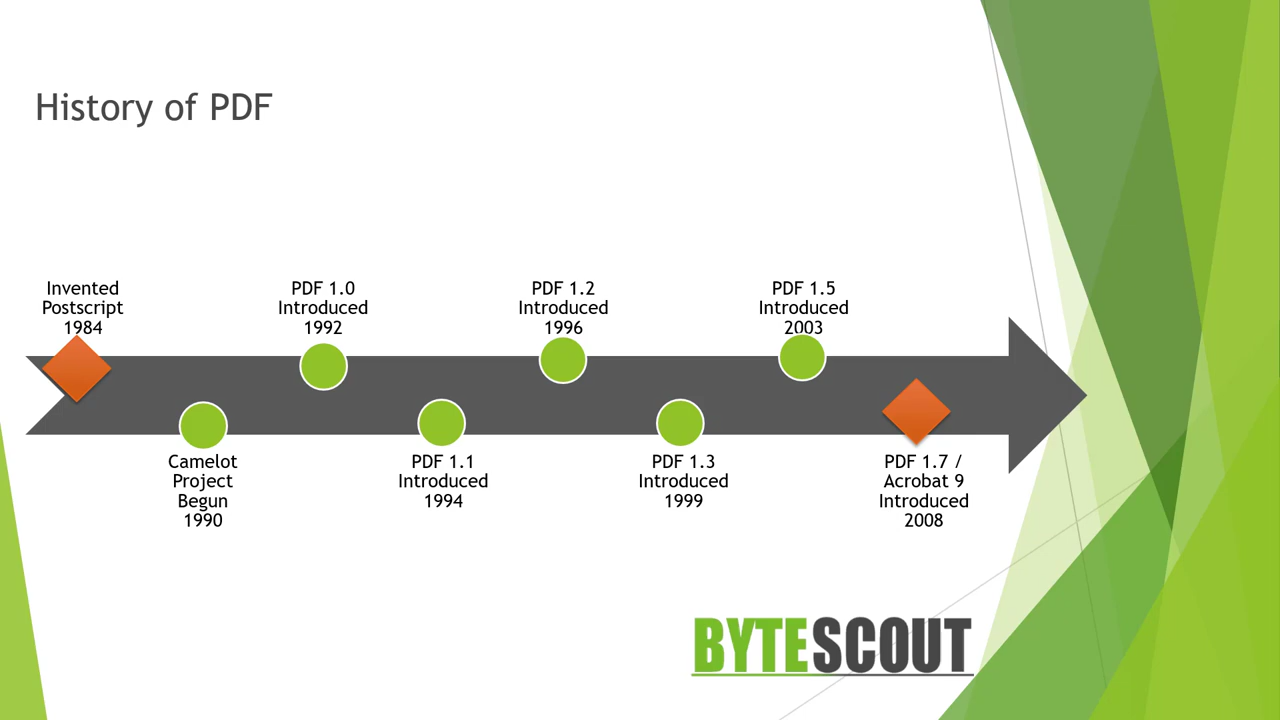 History of PDF
Invented
Postscript
1984
PDF 1.0
Introduced
1992
PDF 1.2
Introduced
1996
PDF 1.5
Introduced
2003
Camelot
Project
Begun
1990
PDF 1.1
Introduced
1994
PDF 1.3
Introduced
1999
PDF 1.7 /
Acrobat 9
Introduced
2008
BYTESCOUT